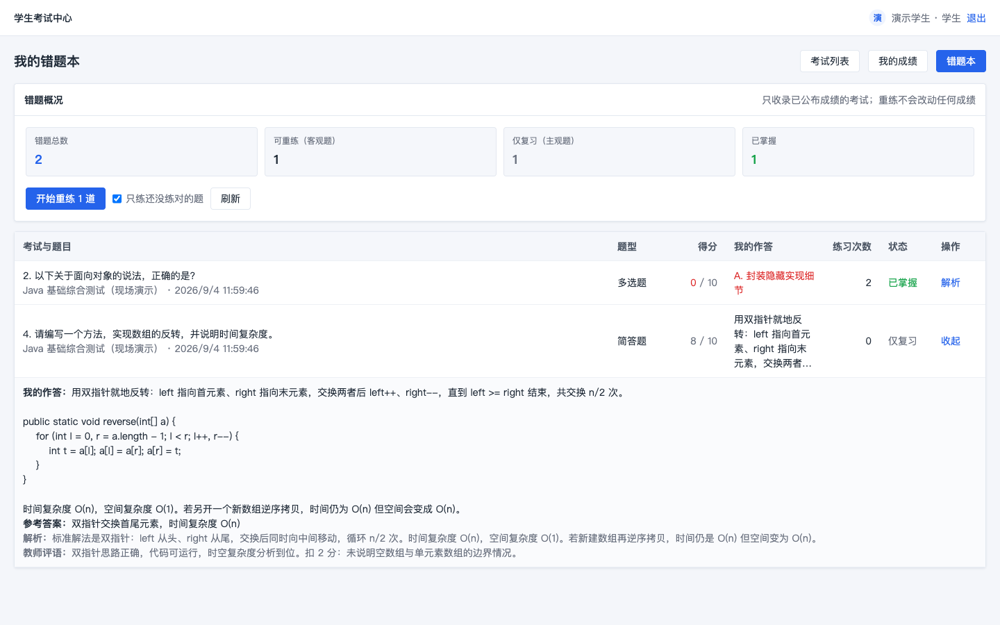 学生考试中心
演 演示学生 · 学生 退出
我的错题本
考试列表 我的成绩 错题本
错题概况
只收录已公布成绩的考试；重练不会改动任何成绩
错题总数
2
可重练（客观题）
1
仅复习（主观题）
1
已掌握
1
开始重练 1 道 只练还没练对的题 刷新
考试与题目 题型 得分 我的作答 练习次数 状态 操作
2. 以下关于面向对象的说法，正确的是？
Java 基础综合测试（现场演示） · 2026/9/4 11:59:46
多选题 0 / 10
A. 封装隐藏实现细
节
2 已掌握 解析
4. 请编写一个方法，实现数组的反转，并说明时间复杂度。
Java 基础综合测试（现场演示） · 2026/9/4 11:59:46
简答题 8 / 10
用双指针就地反
转：left 指向首元
素、right 指向末
元素，交换两者...
0 仅复习 收起
我的作答：用双指针就地反转：left 指向首元素、right 指向末元素，交换两者后 left++、right--，直到 left >= right 结束，共交换 n/2 次。
public static void reverse(int[] a) {
for (int l = 0, r = a.length - 1; l < r; l++, r--) {
int t = a[l]; a[l] = a[r]; a[r] = t;
}
}
时间复杂度 O(n)，空间复杂度 O(1)。若另开一个新数组逆序拷贝，时间仍为 O(n) 但空间会变成 O(n)。
参考答案：双指针交换首尾元素，时间复杂度 O(n)
解析：标准解法是双指针：left 从头、right 从尾，交换后同时向中间移动，循环 n/2 次。时间复杂度 O(n)，空间复杂度 O(1)。若新建数组再逆序拷贝，时间仍是 O(n) 但空间变为 O(n)。
教师评语：双指针思路正确，代码可运行，时空复杂度分析到位。扣 2 分：未说明空数组与单元素数组的边界情况。